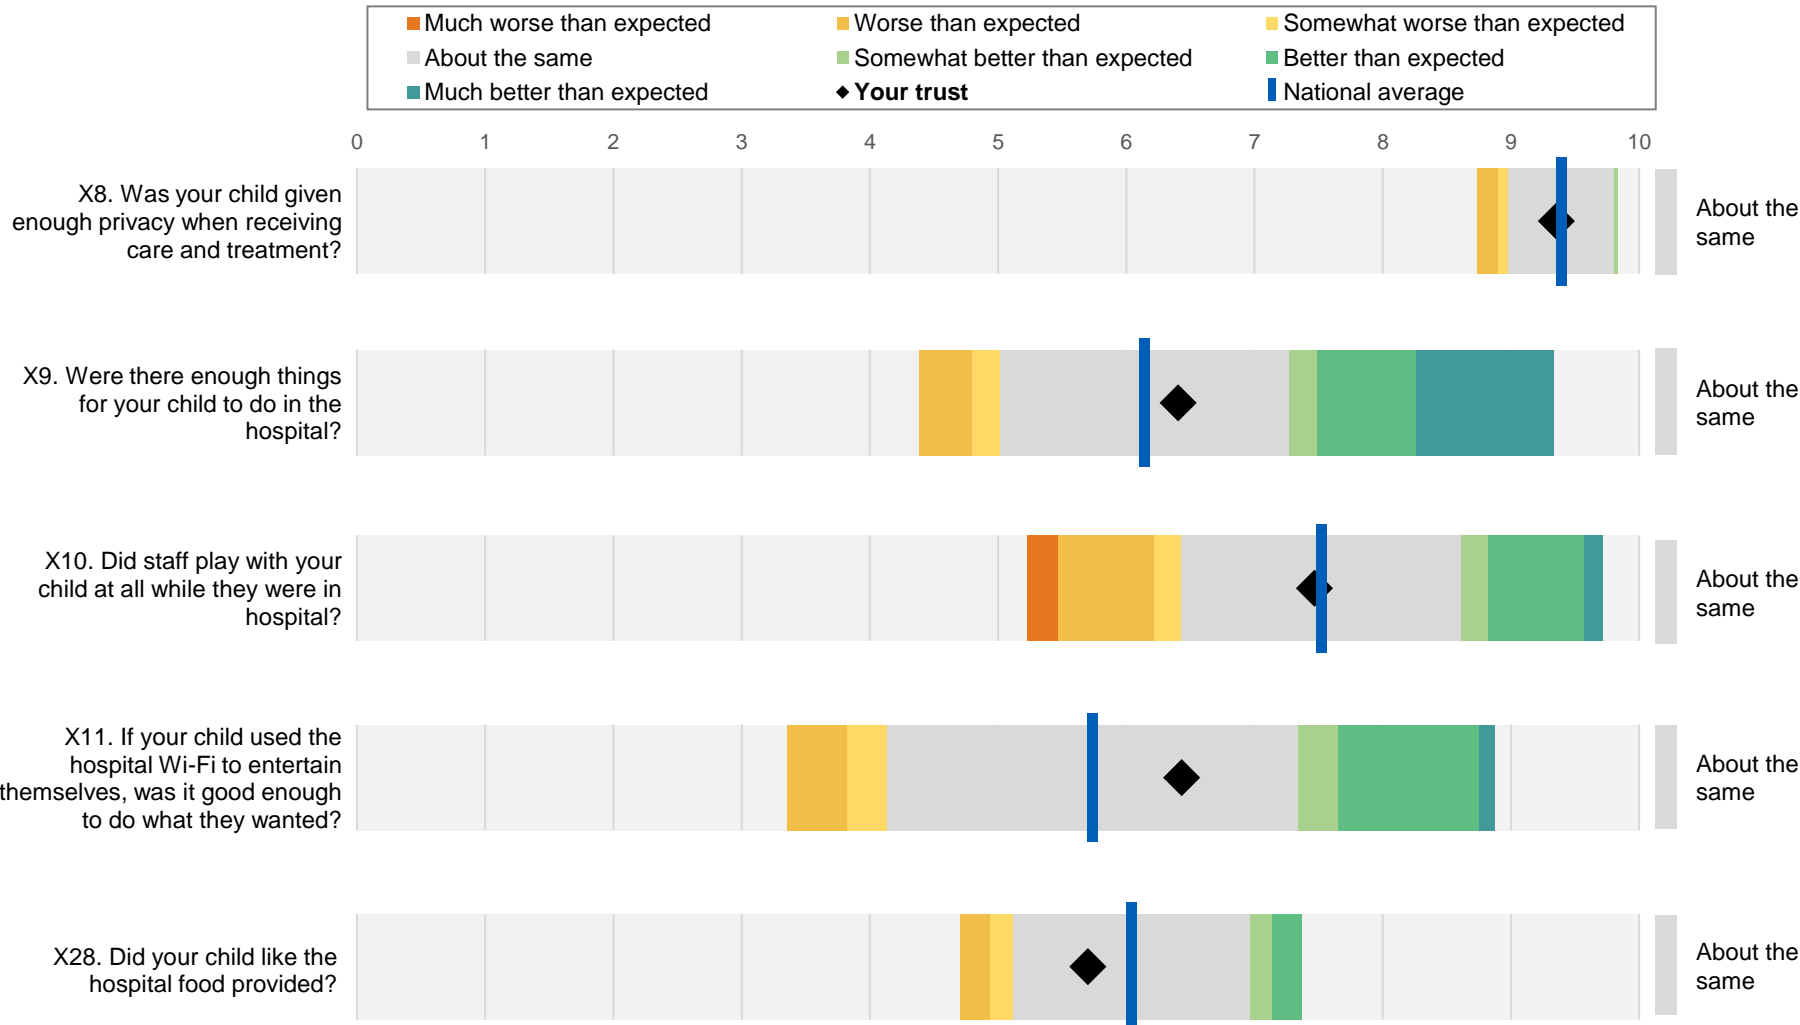 Much worse than expected
Worse than expected
Somewhat worse than expected
About the same
Somewhat better than expected
Better than expected
Much better than expected
Your trust
National average
0 1 2 3 4 5 6 7 8 9 10
X8. Was your child given
enough privacy when receiving
care and treatment?
About the
same
X9. Were there enough things
for your child to do in the
hospital?
About the
same
X10. Did staff play with your
child at all while they were in
hospital?
About the
same
X11. If your child used the
hospital Wi-Fi to entertain
themselves, was it good enough
to do what they wanted?
About the
same
X28. Did your child like the
hospital food provided?
About the
same